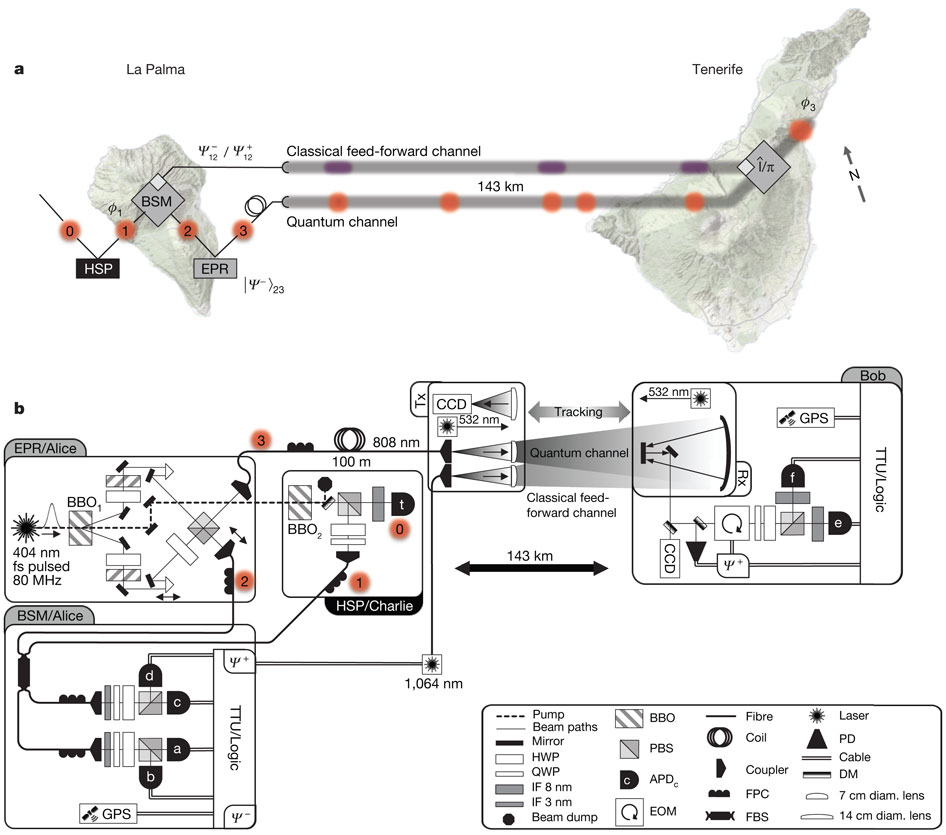 a
La Palma
Tenerife
ϕ3
Ψ−12 / Ψ+12
Classical feed-forward channel
Î/π
N
143 km
ϕ1
BSM
0
1
2
3
Quantum channel
HSP
EPR
|Ψ−⟩23
b
Bob
Tx
CCD
532 nm
Tracking
532 nm
GPS
3
808 nm
EPR/Alice
100 m
Quantum channel
Rx
TTU/Logic
f
BBO1
BBO2
t
Classical feed-
forward channel
e
0
404 nm
fs pulsed
80 MHz
143 km
CCD
Ψ+
2
1
HSP/Charlie
BSM/Alice
Ψ+
1,064 nm
d
c
TTU/Logic
a
b
GPS
Ψ−
Pump
Beam paths
Mirror
HWP
QWP
IF 8 nm
IF 3 nm
Beam dump
BBO
PBS
c
APDc
EOM
Fibre
Coil
Coupler
FPC
FBS
Laser
PD
Cable
DM
7 cm diam. lens
14 cm diam. lens